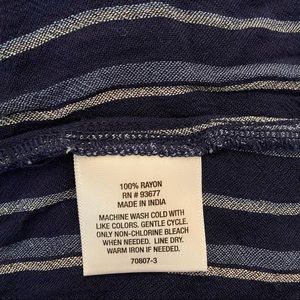 100% RAYON
RN # 93677
MADE IN INDIA
MACHINE WASH COLD WITH
LIKE COLORS. GENTLE CYCLE.
ONLY NON-CHLORINE BLEACH
WHEN NEEDED. LINE DRY.
WARM IRON IF NEEDED.
70807-3